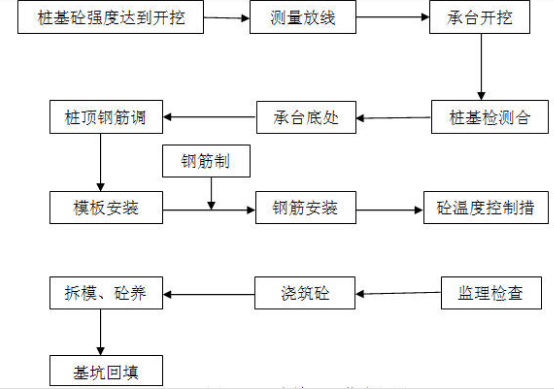 桩基砼强度达到开挖
测量放线
承台开挖
桩顶钢筋调
承台底处
桩基检测合
钢筋制
模板安装
钢筋安装
砼温度控制措
拆模、砼养
浇筑砼
监理检查
基坑回填